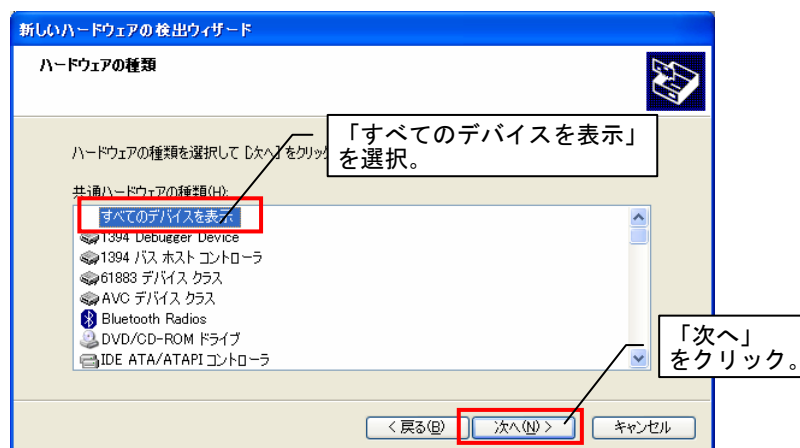 新しいハードウェアの検出ウィザード
ハードウェアの種類
「すべてのデバイスを表示」
を選択。
ハードウェアの種類を選択して [次へ] をクリッ
共通ハードウェアの種類(H):
すべてのデバイスを表示
1394 Debugger Device
1394 バス ホスト コントローラ
61883 デバイス クラス
AVC デバイス クラス
Bluetooth Radios
DVD/CD-ROM ドライブ
IDE ATA/ATAPI コントローラ
「次へ」
をクリック。
< 戻る(B)
次へ(N) >
キャンセル